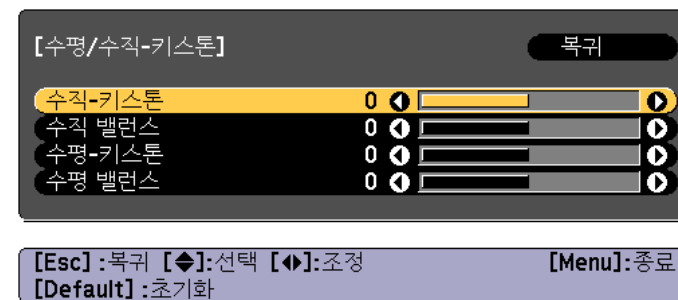 [수평/수직-키스톤] 복귀
수직-키스톤 0
수직 밸런스 0
수평-키스톤 0
수평 밸런스 0
[Esc] :복귀 [◆]:선택 [◀▶]:조정 [Menu]:종료
[Default] :초기화